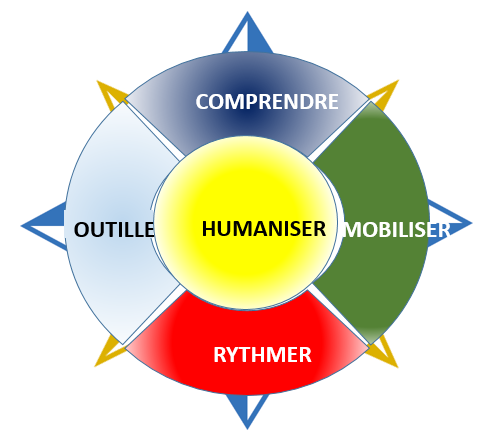 COMPRENDRE
OUTILLE
HUMANISER
MOBILISER
RYTHMER